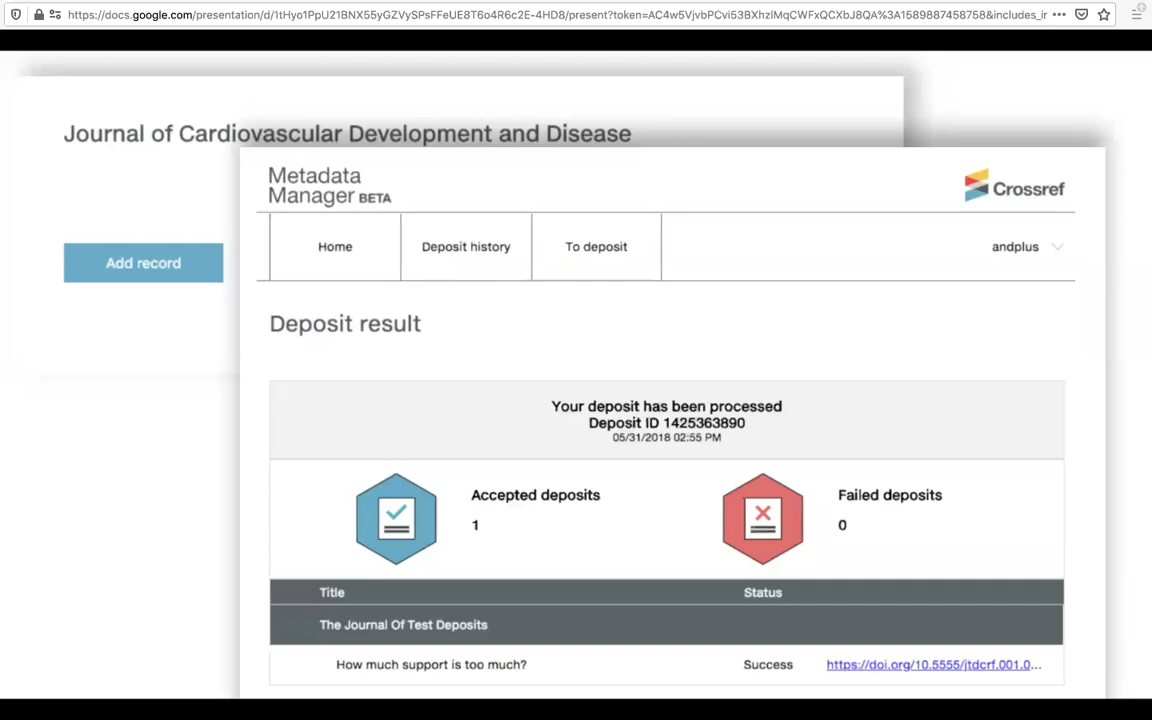 https://docs.google.com/presentation/d/1tHyo1PpU21BNX55yGZVySPsFFeUE8T6o4R6c2E-4HD8/present?token=AC4w5VjvbPCvi53BXhzlMqCWFxQCXbJ8QA%3A1589887458758&includes_ir
Journal of Cardiovascular Development and Disease
Add record
Metadata
Manager BETA
Crossref
Home
Deposit history
To deposit
andplus
Deposit result
Your deposit has been processed
Deposit ID 1425363890
05/31/2018 02:55 PM
Accepted deposits
1
Failed deposits
0
Title Status
The Journal Of Test Deposits
How much support is too much? Success https://doi.org/10.5555/jtdcrf.001.0...